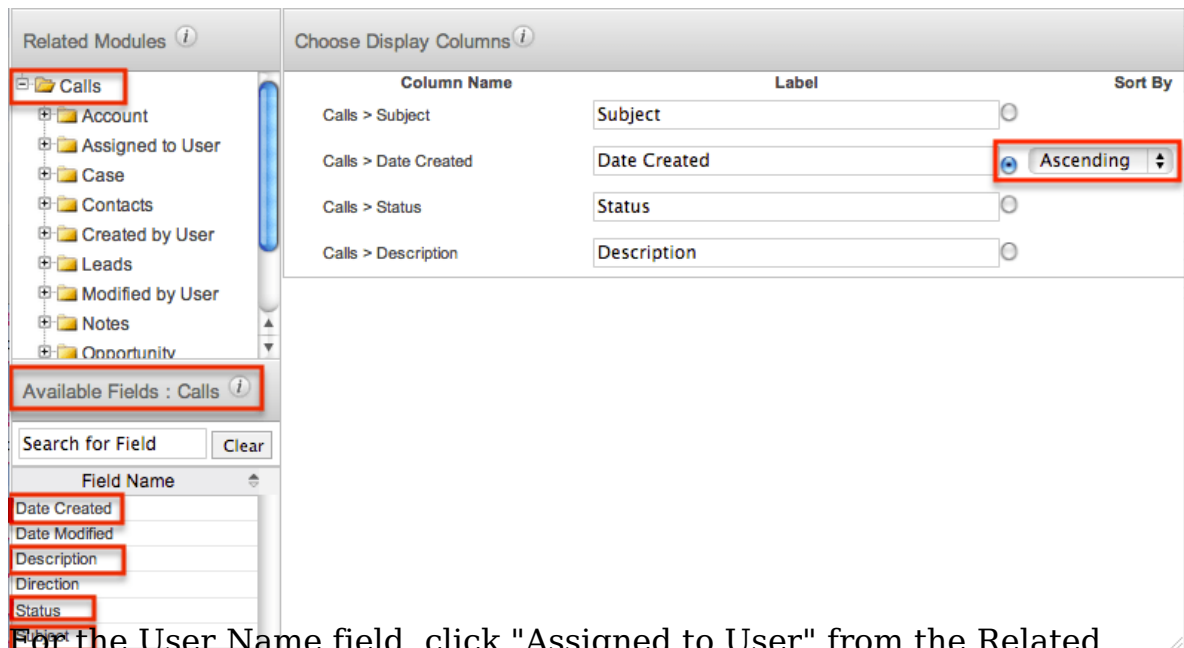 Related Modules i
Choose Display Columns i
Calls
Account
Assigned to User
Case
Contacts
Created by User
Leads
Modified by User
Notes
Opportunity
Column Name Label Sort By
Calls > Subject Subject
Calls > Date Created Date Created Ascending
Calls > Status Status
Calls > Description Description
Available Fields : Calls i
Search for Field Clear
Field Name
Date Created
Date Modified
Description
Direction
Status
Subject
For the User Name field, click "Assigned to User" from the Related